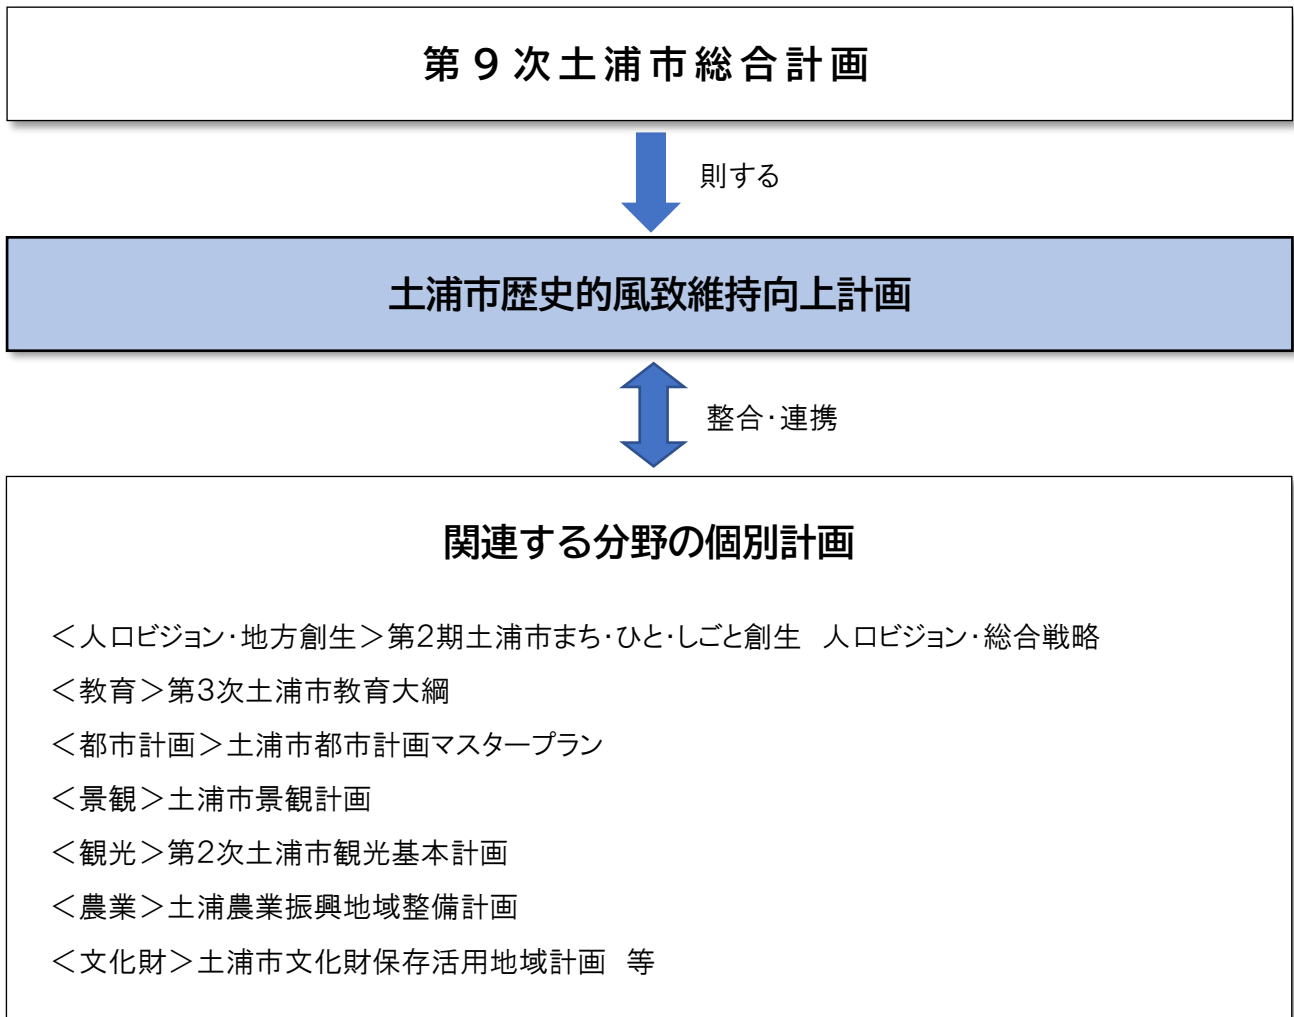 第9次土浦市総合計画
則する
土浦市歴史的風致維持向上計画
整合・連携
関連する分野の個別計画
＜人口ビジョン・地方創生＞第2期土浦市まち・ひと・しごと創生　人口ビジョン・総合戦略
＜教育＞第3次土浦市教育大綱
＜都市計画＞土浦市都市計画マスタープラン
＜景観＞土浦市景観計画
＜観光＞第2次土浦市観光基本計画
＜農業＞土浦農業振興地域整備計画
＜文化財＞土浦市文化財保存活用地域計画　等